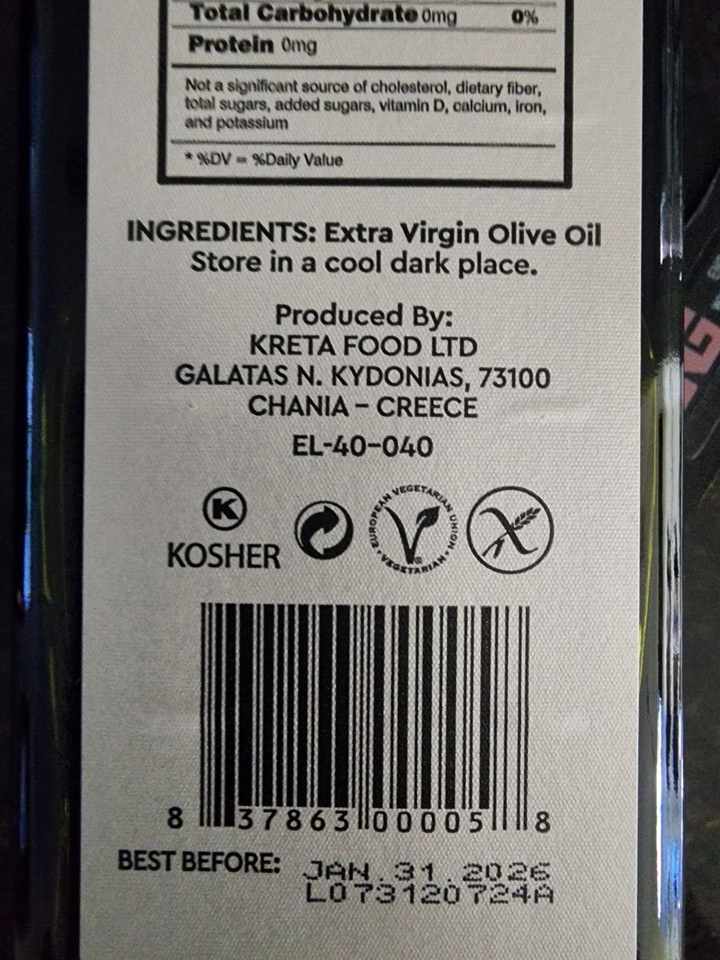 Total Carbohydrate 0mg 0%
Protein 0mg
Not a significant source of cholesterol, dietary fiber,
total sugars, added sugars, vitamin D, calcium, iron,
and potassium
* %DV = %Daily Value
INGREDIENTS: Extra Virgin Olive Oil
Store in a cool dark place.
Produced By:
KRETA FOOD LTD
GALATAS N. KYDONIAS, 73100
CHANIA – CREECE
EL-40-040
K
KOSHER
EUROPEAN VEGETARIAN UNION
V
• VEGETARIAN •
8 37863 00005 8
BEST BEFORE: JAN.31.2026
L073120724A